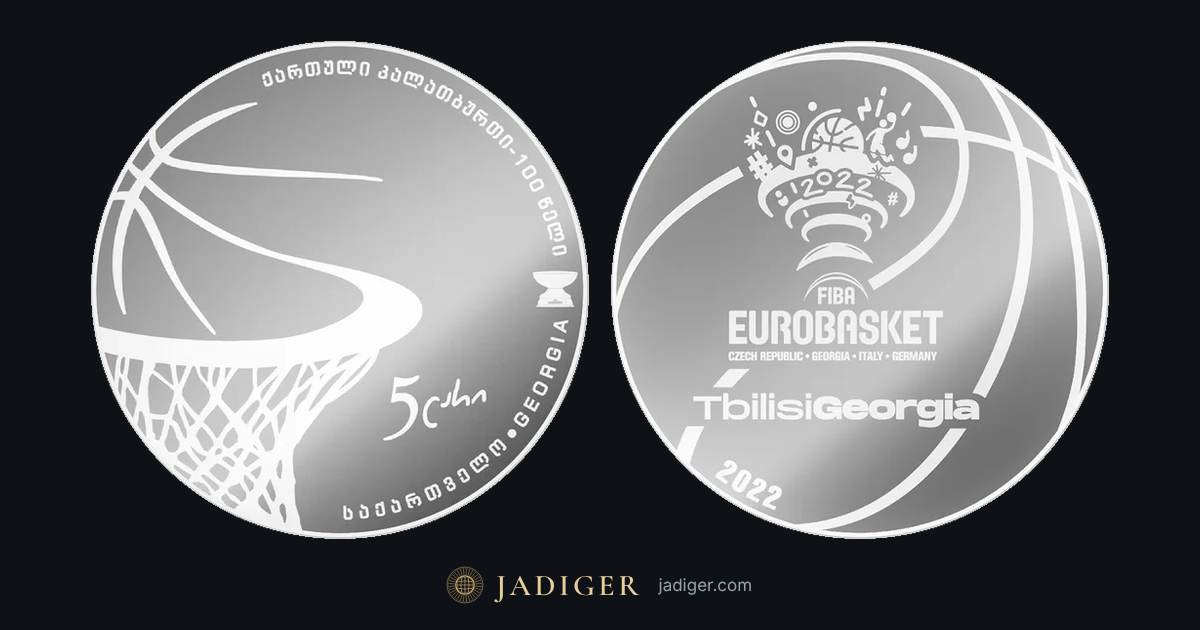 ქართული კალათბურთი-100 წელი
5 ლარი
საქართველო•GEORGIA
2022
FIBA
EUROBASKET
CZECH REPUBLIC • GEORGIA • ITALY • GERMANY
TbilisiGeorgia
2022
JADIGER jadiger.com